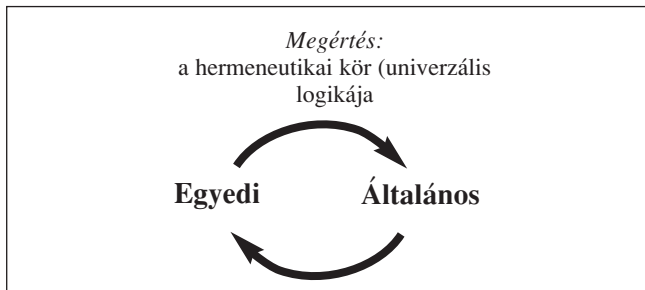 Megértés:
a hermeneutikai kör (univerzális
logikája
Egyedi Általános